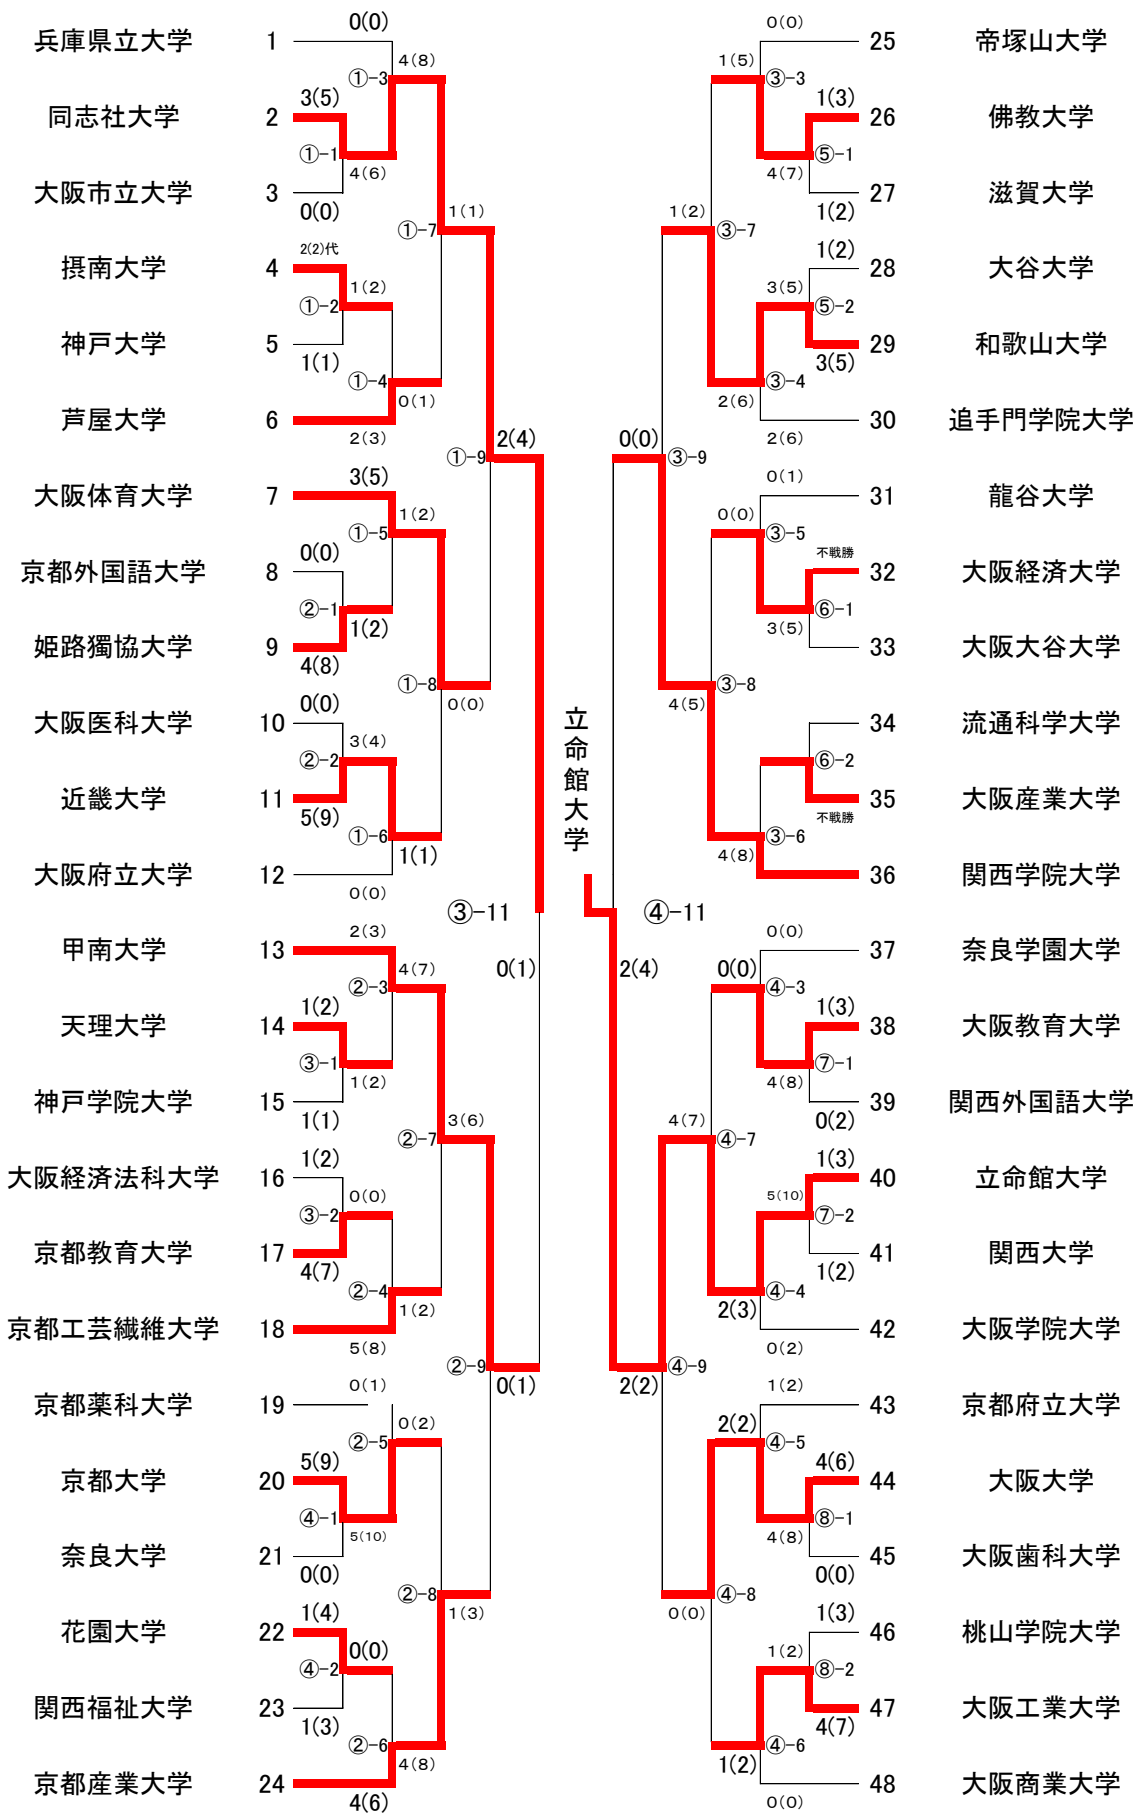 0(0)
兵庫県立大学 1
4(8)
①-3
3(5)
同志社大学 2
①-1
4(6)
大阪市立大学 3
0(0)
1(1)
①-7
2(2)代
摂南大学 4
1(2)
①-2
神戸大学 5
1(1)
①-4
0(1)
芦屋大学 6
2(3)
2(4)
①-9
3(5)
大阪体育大学 7
1(2)
①-5
0(0)
京都外国語大学 8
②-1
1(2)
姫路獨協大学 9
4(8)
①-8
0(0)
0(0)
大阪医科大学 10
3(4)
②-2
近畿大学 11
5(9)
①-6
1(1)
大阪府立大学 12
0(0)
③-11
2(3)
甲南大学 13
0(1)
4(7)
②-3
1(2)
天理大学 14
③-1
1(2)
神戸学院大学 15
1(1)
3(6)
②-7
1(2)
大阪経済法科大学 16
0(0)
③-2
京都教育大学 17
4(7)
②-4
1(2)
京都工芸繊維大学 18
5(8)
②-9
0(1)
0(1)
京都薬科大学 19
0(2)
②-5
5(9)
京都大学 20
④-1
5(10)
奈良大学 21
0(0)
②-8
1(3)
1(4)
花園大学 22
0(0)
④-2
関西福祉大学 23
1(3)
②-6
4(8)
京都産業大学 24
4(6)
立命館大学
0(0)
25 帝塚山大学
1(5)
③-3
1(3)
26 佛教大学
⑤-1
4(7)
27 滋賀大学
1(2)
1(2)
③-7
1(2)
28 大谷大学
3(5)
⑤-2
29 和歌山大学
3(5)
③-4
2(6)
30 追手門学院大学
2(6)
0(0)
③-9
0(1)
31 龍谷大学
0(0)
③-5
不戦勝
32 大阪経済大学
⑥-1
3(5)
33 大阪大谷大学
③-8
4(5)
34 流通科学大学
⑥-2
35 大阪産業大学
不戦勝
③-6
4(8)
36 関西学院大学
④-11
0(0)
37 奈良学園大学
2(4)
0(0)
④-3
1(3)
38 大阪教育大学
⑦-1
4(8)
39 関西外国語大学
0(2)
4(7)
④-7
1(3)
40 立命館大学
5(10)
⑦-2
41 関西大学
1(2)
④-4
2(3)
42 大阪学院大学
0(2)
④-9
2(2)
1(2)
43 京都府立大学
2(2)
④-5
4(6)
44 大阪大学
⑧-1
4(8)
45 大阪歯科大学
0(0)
④-8
0(0)
1(3)
46 桃山学院大学
1(2)
⑧-2
47 大阪工業大学
4(7)
④-6
1(2)
48 大阪商業大学
0(0)